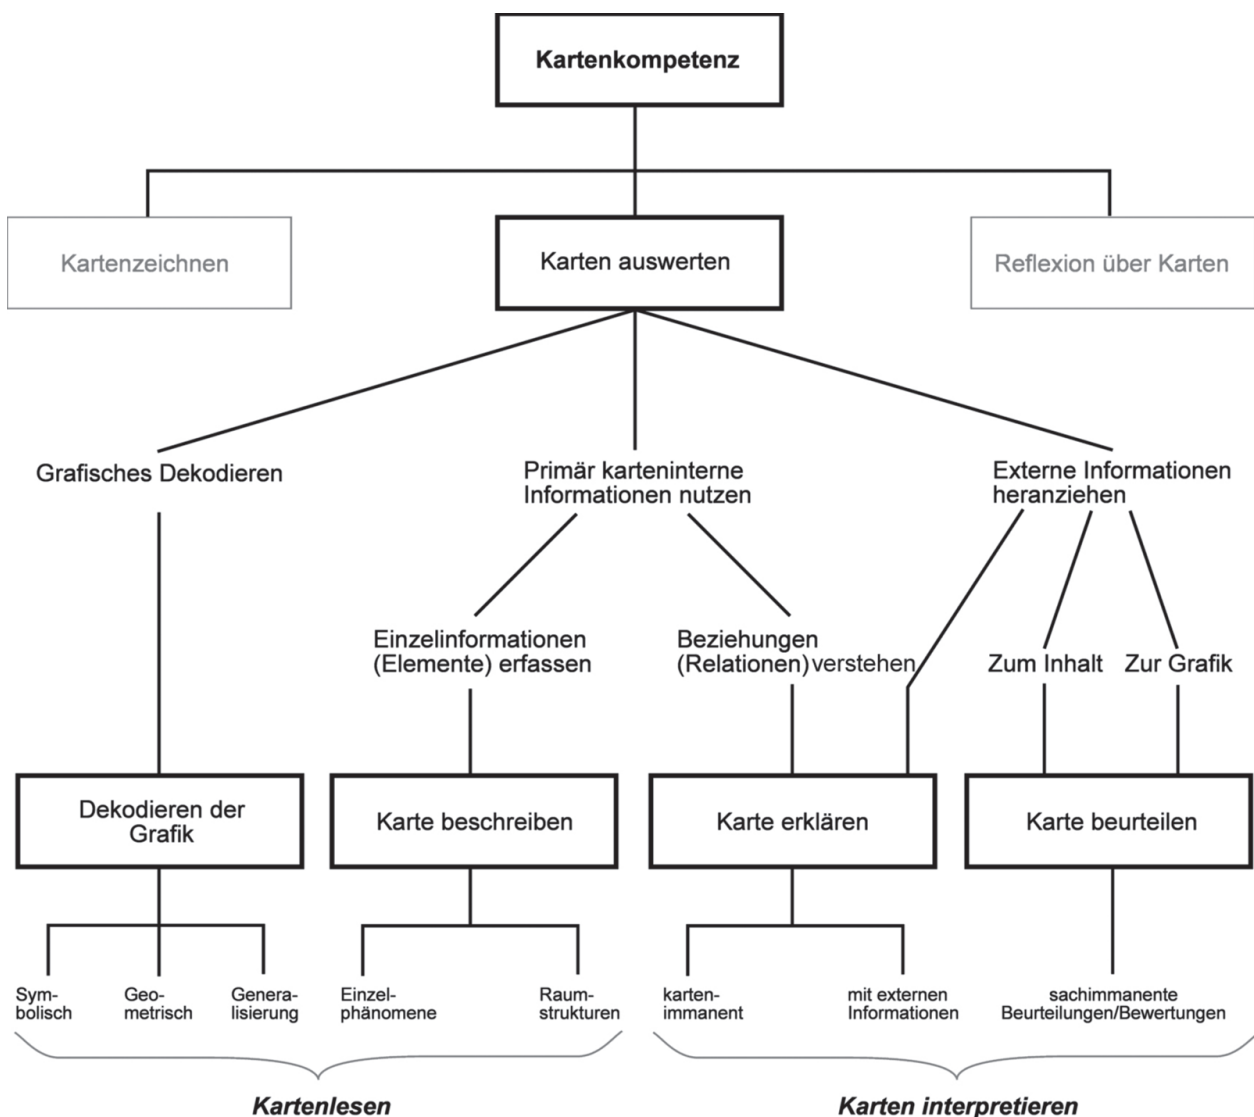 Kartenkompetenz
Kartenzeichnen
Karten auswerten
Reflexion über Karten
Grafisches Dekodieren
Primär karteninterne
Informationen nutzen
Externe Informationen
heranziehen
Einzelinformationen
(Elemente) erfassen
Beziehungen
(Relationen) verstehen
Zum Inhalt
Zur Grafik
Dekodieren der
Grafik
Karte beschreiben
Karte erklären
Karte beurteilen
Sym-
bolisch
Geo-
metrisch
Genera-
lisierung
Einzel-
phänomene
Raum-
strukturen
karten-
immanent
mit externen
Informationen
sachimmanente
Beurteilungen/Bewertungen
Kartenlesen
Karten interpretieren